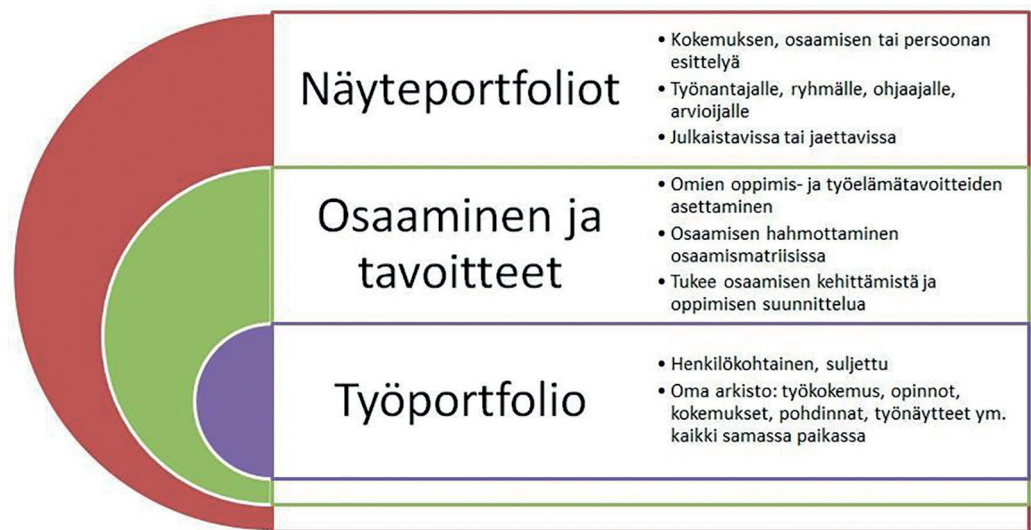 Näyteportfoliot
• Kokemuksen, osaamisen tai persoonan
esittelyä
• Työnantajalle, ryhmälle, ohjaajalle,
arvioijalle
• Julkaistavissa tai jaettavissa
Osaaminen ja
tavoitteet
• Omien oppimis- ja työelämätavoitteiden
asettaminen
• Osaamisen hahmottaminen
osaamismatriisissa
• Tukee osaamisen kehittämistä ja
oppimisen suunnittelua
Työportfolio
• Henkilökohtainen, suljettu
• Oma arkisto: työkokemus, opinnot,
kokemukset, pohdinnat, työnäytteet ym.
kaikki samassa paikassa